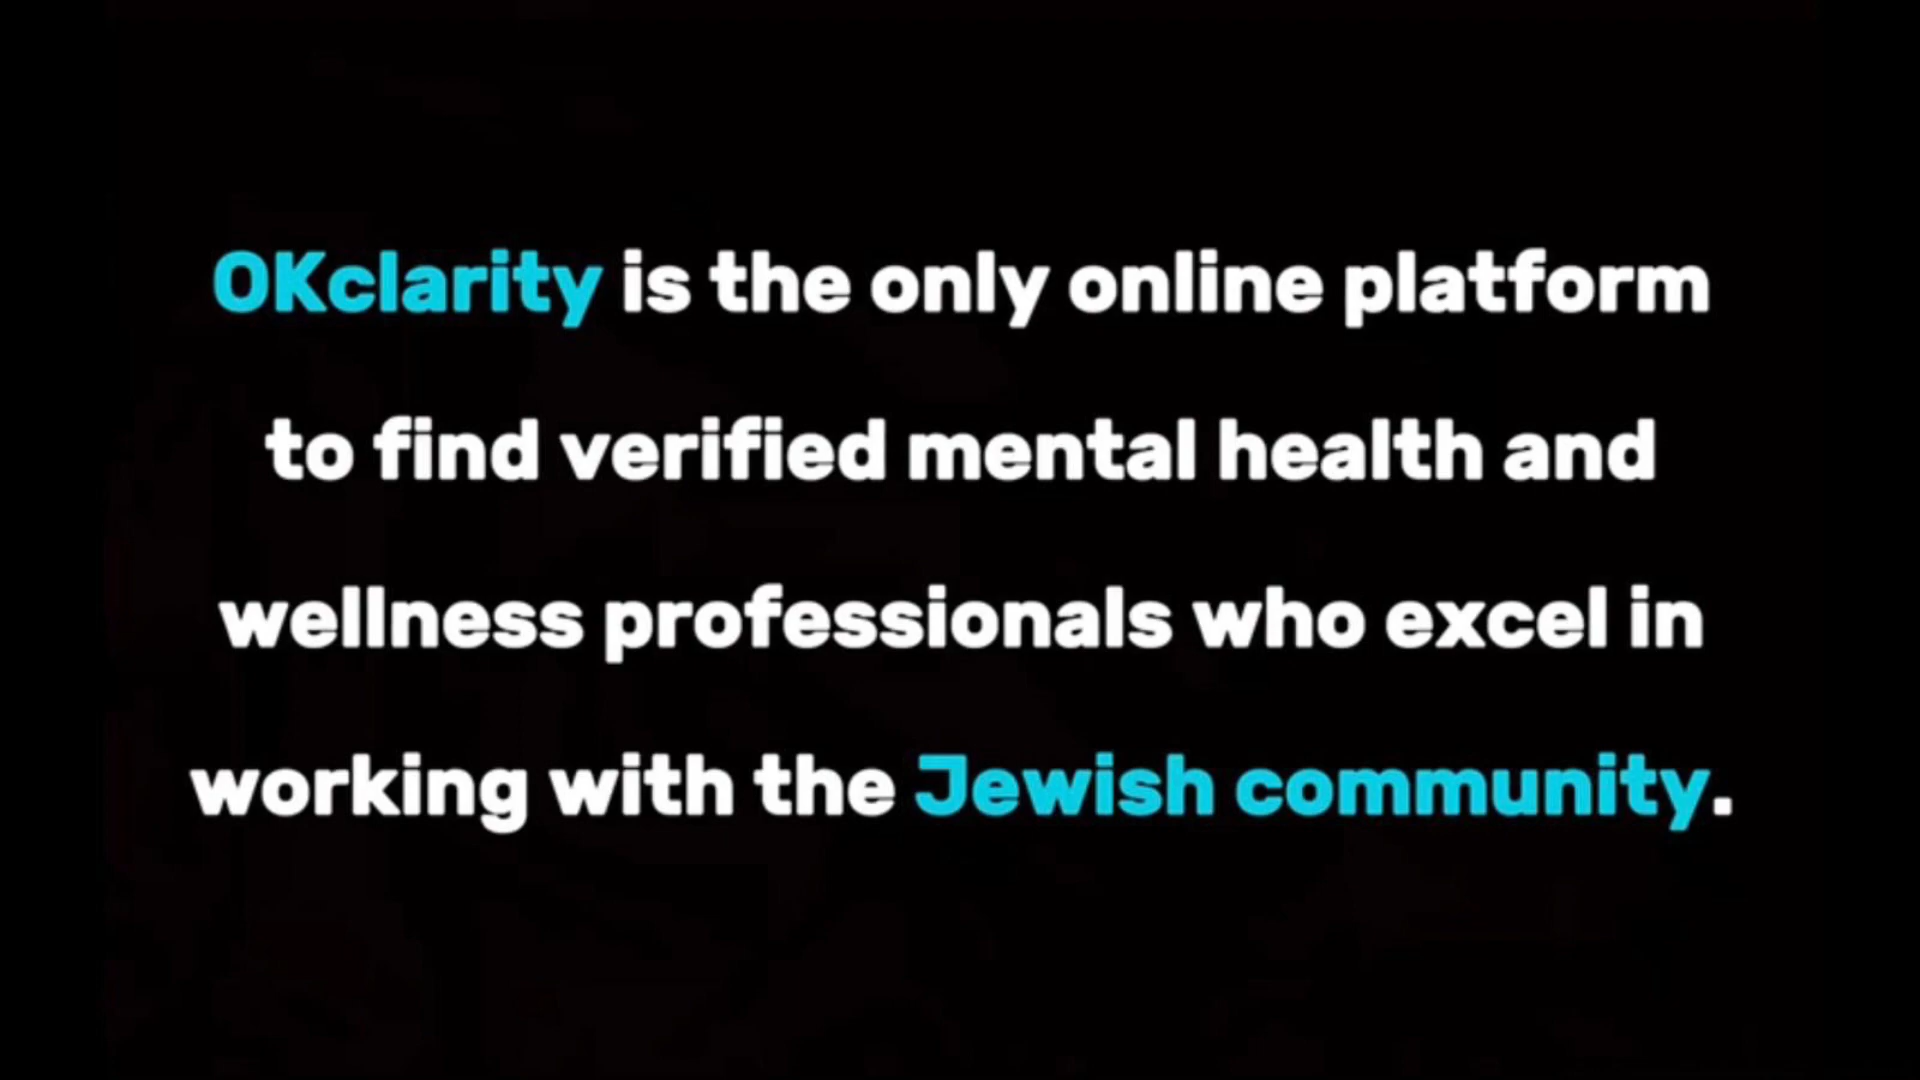 OKclarity is the only online platform
to find verified mental health and
wellness professionals who excel in
working with the Jewish community.